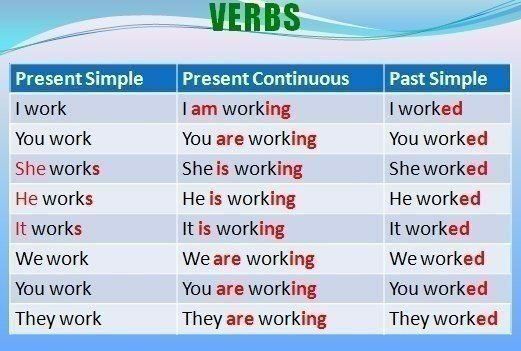 VERBS
Present Simple Present Continuous Past Simple
I work I am working I worked
You work You are working You worked
She works She is working She worked
He works He is working He worked
It works It is working It worked
We work We are working We worked
You work You are working You worked
They work They are working They worked